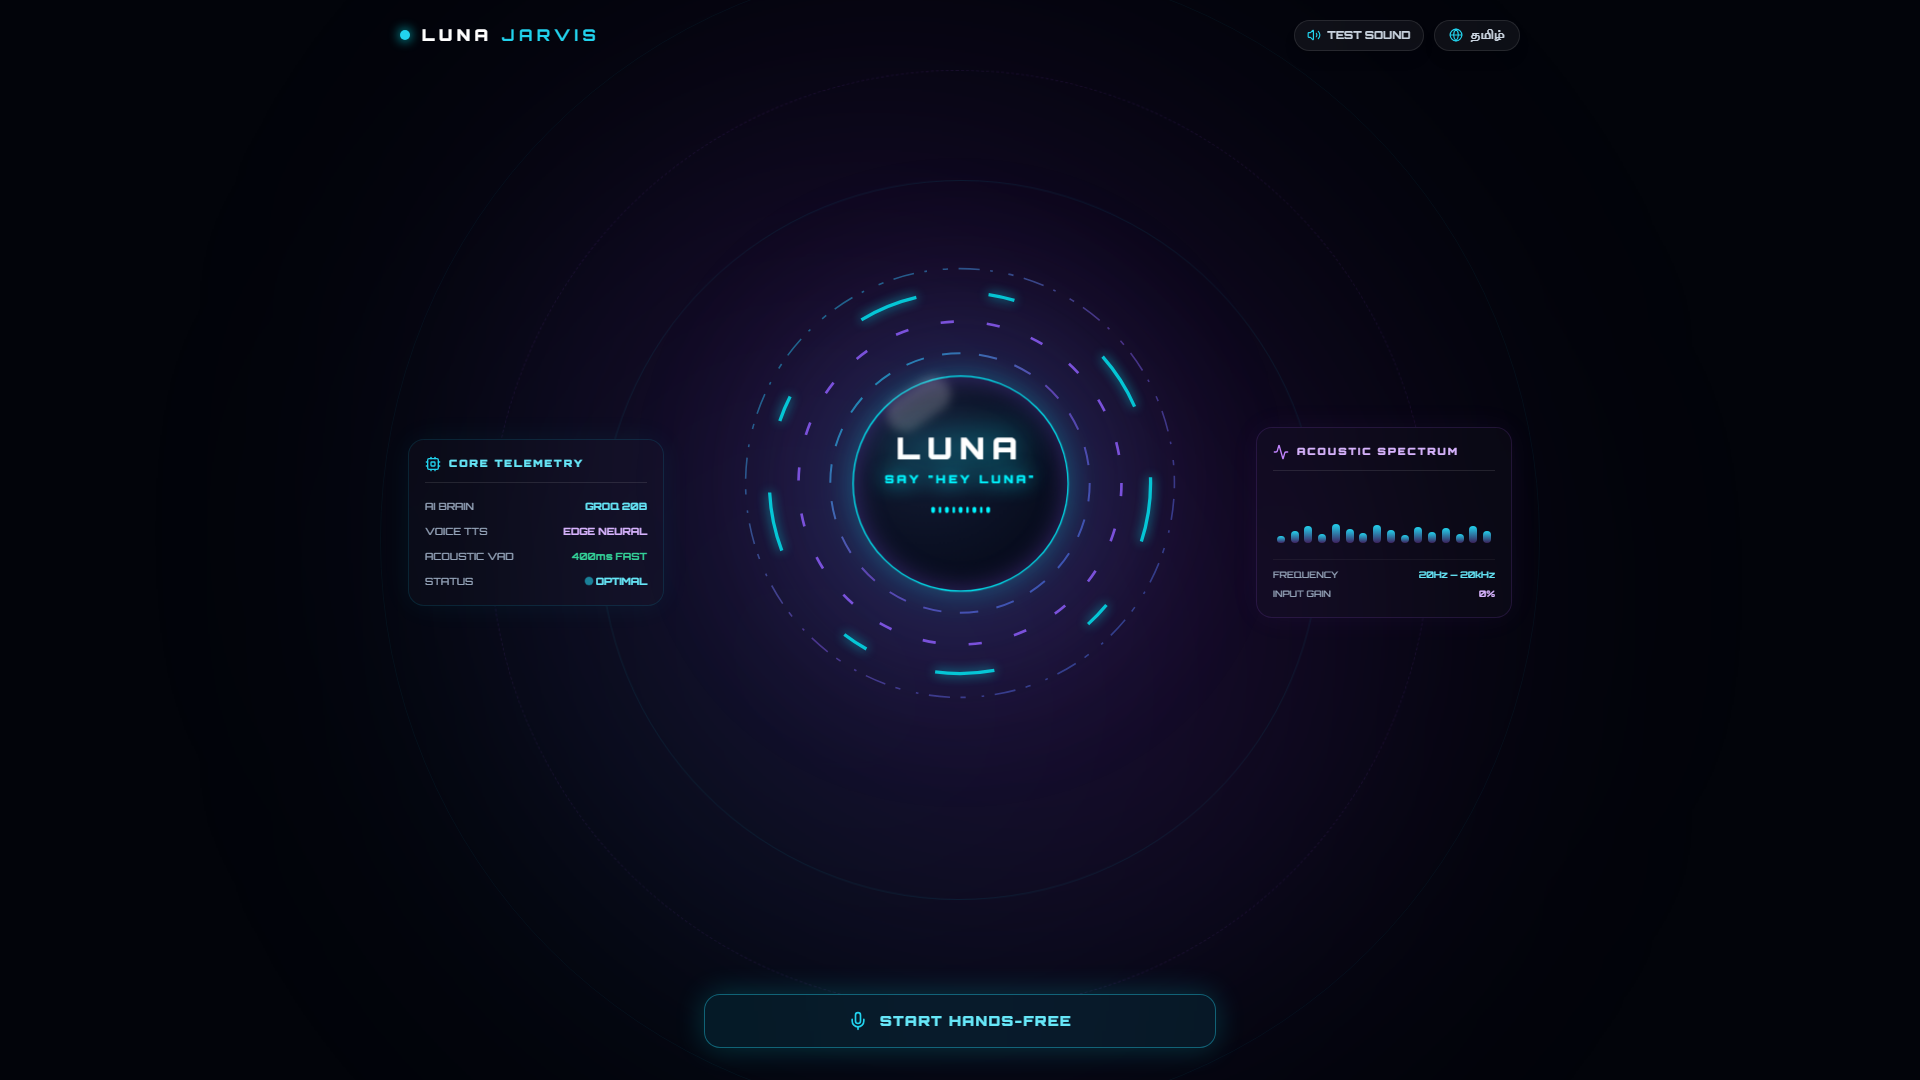 LUNA JARVIS
TEST SOUND
தமிழ்
LUNA
SAY "HEY LUNA"
CORE TELEMETRY
AI BRAIN GROQ 20B
VOICE TTS EDGE NEURAL
ACOUSTIC VAD 400ms FAST
STATUS OPTIMAL
ACOUSTIC SPECTRUM
FREQUENCY 20Hz – 20kHz
INPUT GAIN 0%
START HANDS-FREE